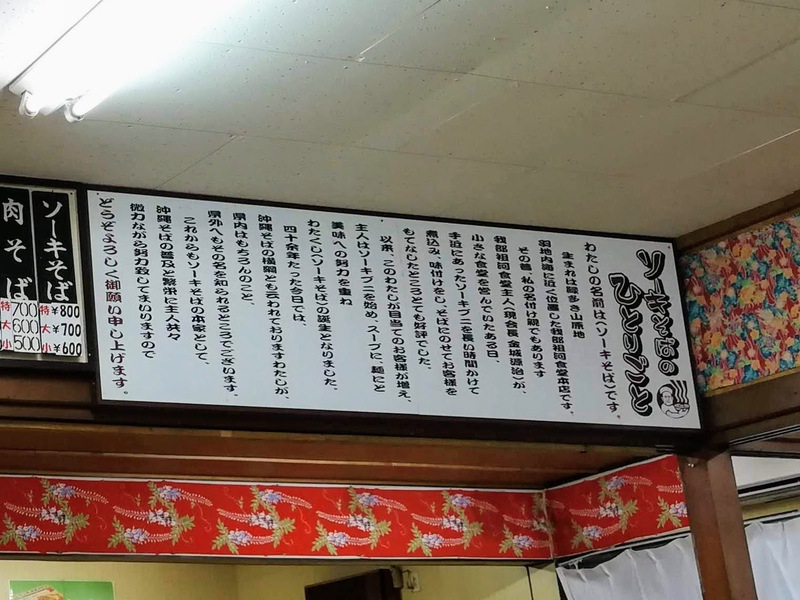 ソーキそばの
ひとりごと
わたしの名前は〈ソーキそば〉です。
生まれは緑多き山原地
羽地内海に近く位置した我部祖河食堂本店です。
その昔、私の名付け親でもあります
我部祖河食堂主人(現会長 金城源治)が、
小さな食堂を営んでいたある日、
手近にあったソーキブニを長い時間かけて
煮込み、味付けをし、そばにのせてお客様を
もてなしたところとても好評でした。
以来、このわたしが目当てのお客様が増え、
主人はソーキブニを始め、スープに、麺にと
美味への努力を重ね
わたくし〈ソーキそば〉の誕生となりました。
四十余年たった今日では、
沖縄そばの横綱とも云われておりますわたしが、
県内はもちろんのこと、
県外へもその名を知られるところでございます。
これからもソーキそばの本家として、
沖縄そばの普及と繁栄に主人共々
微力ながら努力致してまいりますので
どうぞよろしく御願い申し上げます。
ソーキそば
特¥800
大¥700
小¥600
肉そば
特700
大600
小500